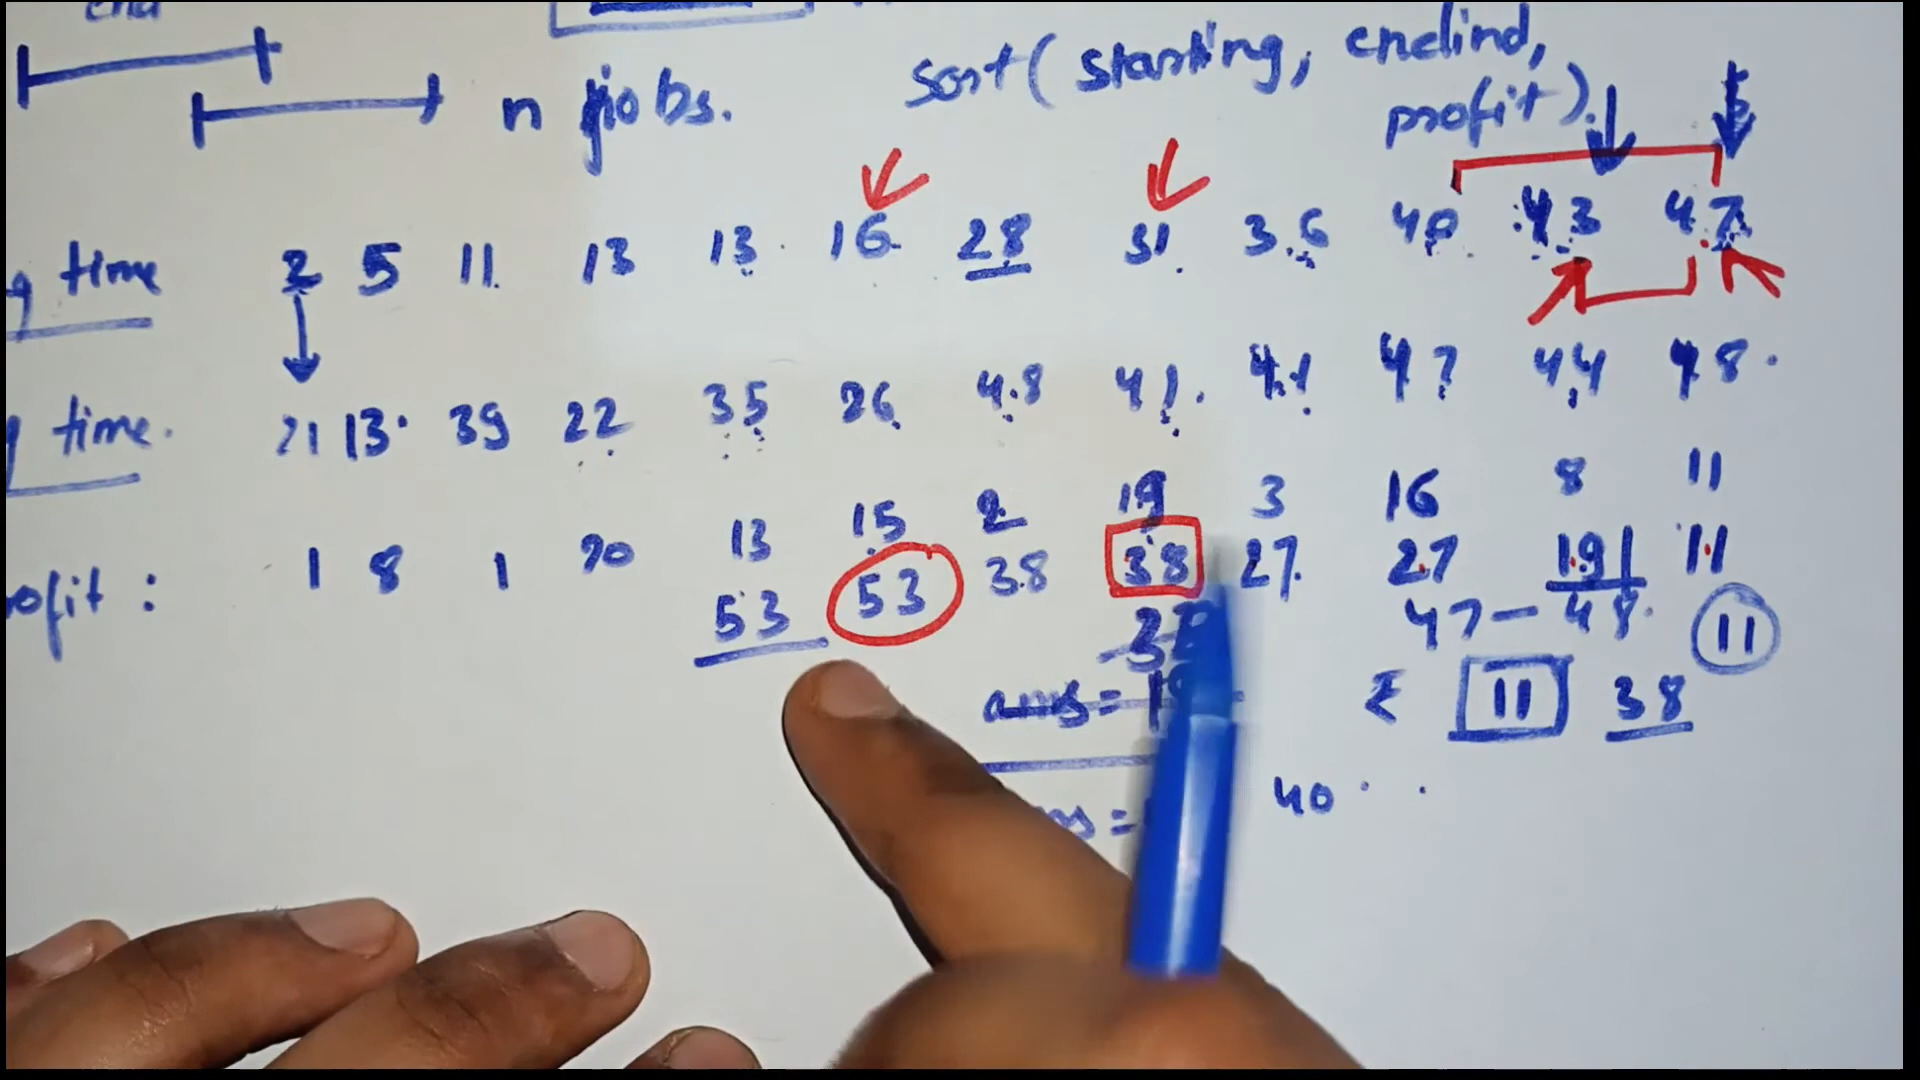 end
sort( starting, endind,
n jobs.
profit).
g time 2 5 11 13 13 16 28 31 36 40 43 47
g time. 21 13 39 22 35 26 48 41 41 47 44 48
13 15 2 19 3 16 8 11
ofit : 1 8 1 20 53 53 38 38 27 27 19 11
47 - 48 11
ans = 11 38
40